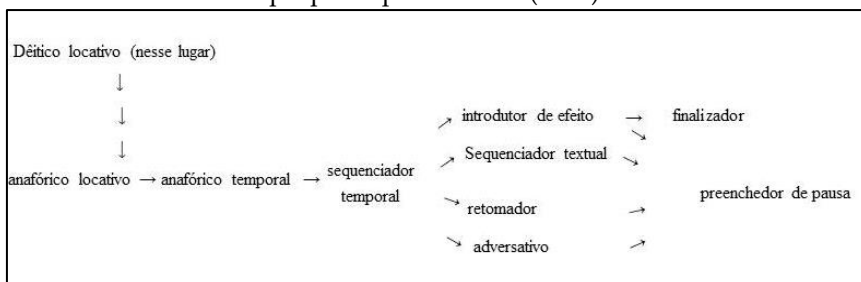 Dêitico locativo (nesse lugar)
↓
↓
↓
anafórico locativo → anafórico temporal → sequenciador temporal
↗ introdutor de efeito → finalizador
↘
↗ Sequenciador textual ↘
preenchedor de pausa
↘ retomador ↗
↘ adversativo ↗